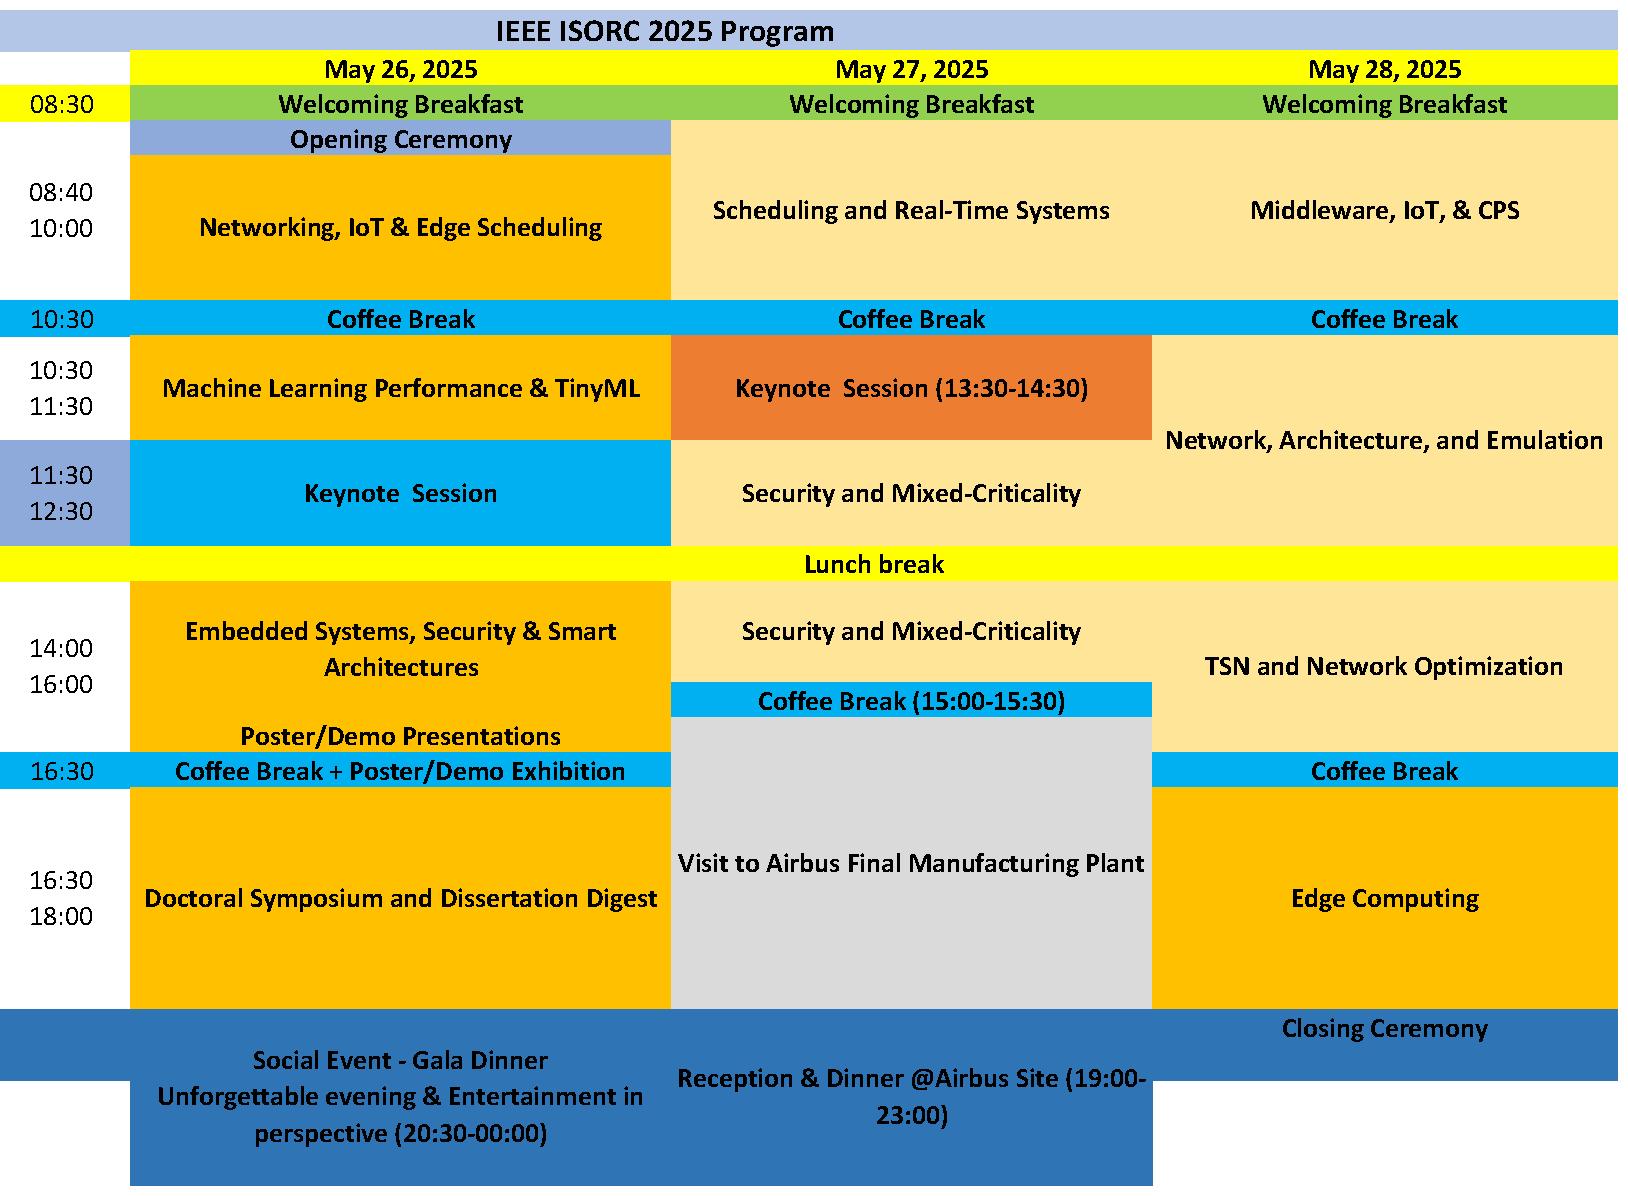 IEEE ISORC 2025 Program
May 26, 2025
May 27, 2025
May 28, 2025
08:30
Welcoming Breakfast
Welcoming Breakfast
Welcoming Breakfast
08:40
10:00
Opening Ceremony
Networking, IoT & Edge Scheduling
Scheduling and Real-Time Systems
Middleware, IoT, & CPS
10:30
Coffee Break
Coffee Break
Coffee Break
10:30
11:30
Machine Learning Performance & TinyML
Keynote  Session (13:30-14:30)
Network, Architecture, and Emulation
11:30
12:30
Keynote  Session
Security and Mixed-Criticality
Lunch break
14:00
16:00
Embedded Systems, Security & Smart
Architectures
Poster/Demo Presentations
Security and Mixed-Criticality
Coffee Break (15:00-15:30)
TSN and Network Optimization
16:30
Coffee Break + Poster/Demo Exhibition
Coffee Break
16:30
18:00
Doctoral Symposium and Dissertation Digest
Visit to Airbus Final Manufacturing Plant
Edge Computing
Social Event - Gala Dinner
Unforgettable evening & Entertainment in
perspective (20:30-00:00)
Reception & Dinner @Airbus Site (19:00-
23:00)
Closing Ceremony